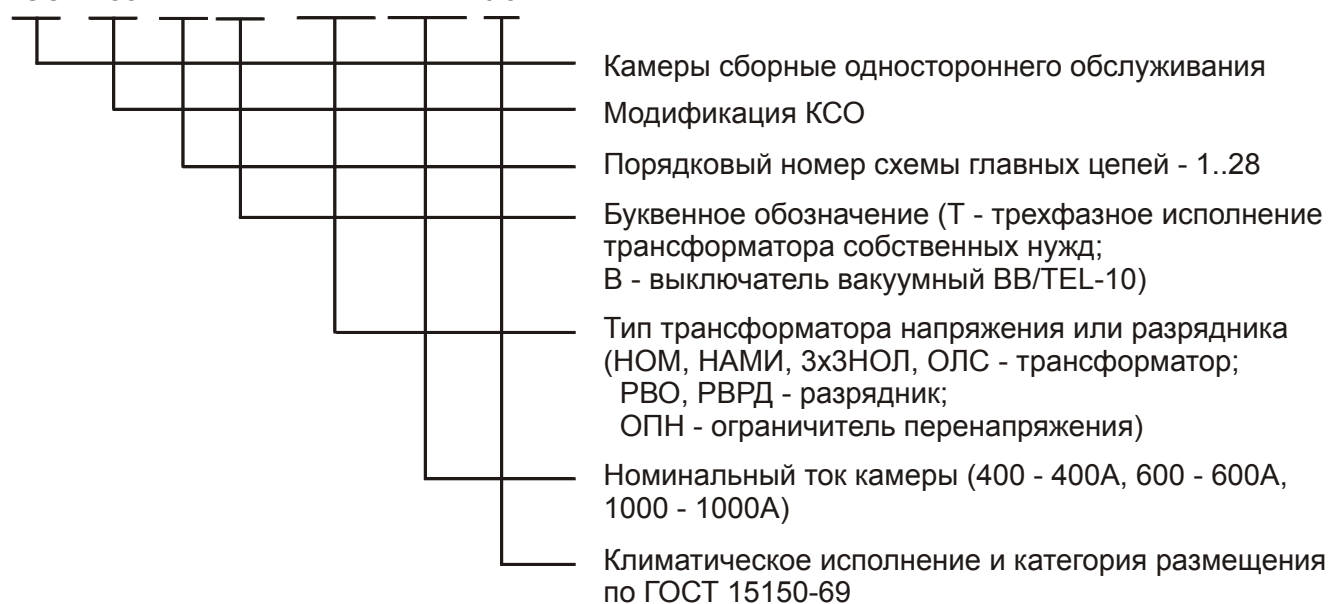 Камеры сборные одностороннего обслуживания
Модификация КСО
Порядковый номер схемы главных цепей - 1..28
Буквенное обозначение (Т - трехфазное исполнение
трансформатора собственных нужд;
В - выключатель вакуумный BB/TEL-10)
Тип трансформатора напряжения или разрядника
(НОМ, НАМИ, 3х3НОЛ, ОЛС - трансформатор;
РВО, РВРД - разрядник;
ОПН - ограничитель перенапряжения)
Номинальный ток камеры (400 - 400А, 600 - 600А,
1000 - 1000А)
Климатическое исполнение и категория размещения
по ГОСТ 15150-69